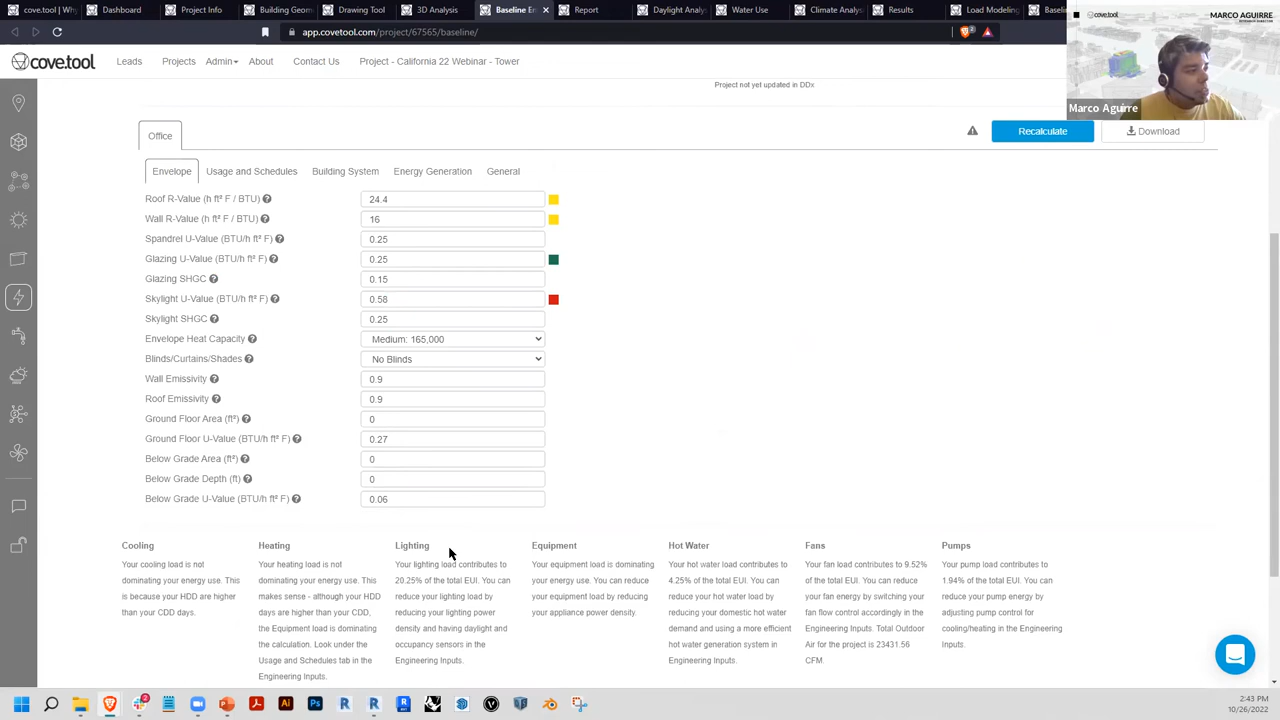 cove.tool | Why
cove.tool | Pr
Building Geom
Drawing Tool
3D Analysis
Baseline En
Report
Daylight Analy
Water Use
Climate Analy
Results
Load Modeling
Baselin
app.covetool.com/project/67565/baseline/
2
cove.tool
MARCO AGUIRRE
cove.tool
Leads
Projects
Admin
About
Contact Us
Project - California 22 Webinar - Tower
Project not yet updated in DDx
Marco Aguirre
Office
Recalculate
Download
Envelope
Usage and Schedules
Building System
Energy Generation
General
Roof R-Value (h ft² F / BTU) 24.4
Wall R-Value (h ft² F / BTU) 16
Spandrel U-Value (BTU/h ft² F) 0.25
Glazing U-Value (BTU/h ft² F) 0.25
Glazing SHGC 0.15
Skylight U-Value (BTU/h ft² F) 0.58
Skylight SHGC 0.25
Envelope Heat Capacity Medium: 165,000
Blinds/Curtains/Shades No Blinds
Wall Emissivity 0.9
Roof Emissivity 0.9
Ground Floor Area (ft²) 0
Ground Floor U-Value (BTU/h ft² F) 0.27
Below Grade Area (ft²) 0
Below Grade Depth (ft) 0
Below Grade U-Value (BTU/h ft² F) 0.06
Cooling
Your cooling load is not
dominating your energy use. This
is because your HDD are higher
than your CDD days.
Heating
Your heating load is not
dominating your energy use. This
makes sense - although your HDD
days are higher than your CDD,
the Equipment load is dominating
the calculation. Look under the
Usage and Schedules tab in the
Engineering Inputs.
Lighting
Your lighting load contributes to
20.25% of the total EUI. You can
reduce your lighting load by
reducing your lighting power
density and having daylight and
occupancy sensors in the
Engineering Inputs.
Equipment
Your equipment load is dominating
your energy use. You can reduce
your equipment load by reducing
your appliance power density.
Hot Water
Your hot water load contributes to
4.25% of the total EUI. You can
reduce your hot water load by
reducing your domestic hot water
demand and using a more efficient
hot water generation system in
Engineering Inputs.
Fans
Your fan load contributes to 9.52%
of the total EUI. You can reduce
your fan energy by switching your
fan flow control accordingly in the
Engineering Inputs. Total Outdoor
Air for the project is 23431.56
CFM.
Pumps
Your pump load contributes to
1.94% of the total EUI. You can
reduce your pump energy by
adjusting pump control for
cooling/heating in the Engineering
Inputs.
2:43 PM
10/26/2022